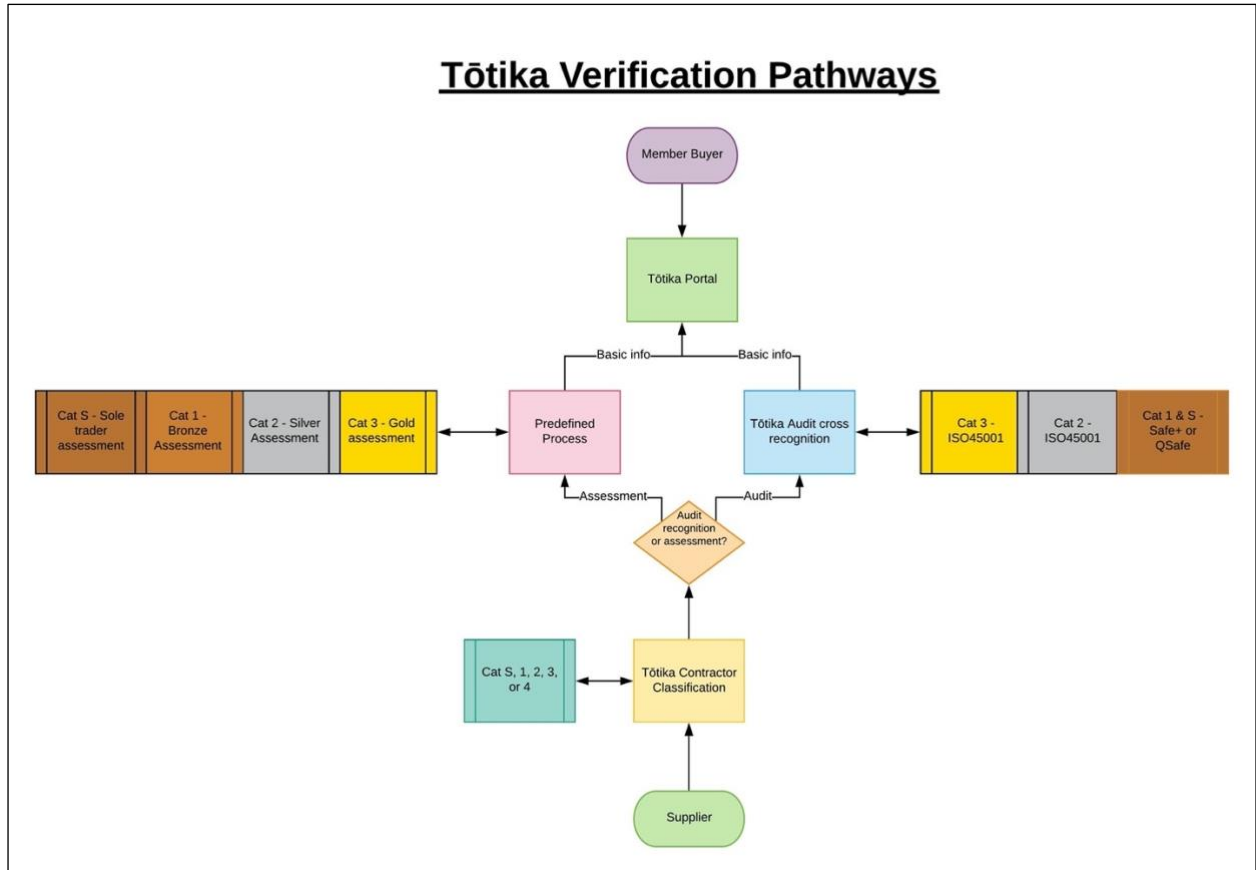 Tōtika Verification Pathways
Member Buyer
Tōtika Portal
Basic info
Basic info
Cat S - Sole
trader
assessment
Cat 1 -
Bronze
Assessment
Cat 2 - Silver
Assessment
Cat 3 - Gold
assessment
Predefined
Process
Tōtika Audit cross
recognition
Cat 3 -
ISO45001
Cat 2 -
ISO45001
Cat 1 & S -
Safe+ or
QSafe
Assessment
Audit
Audit
recognition
or assessment?
Cat S, 1, 2, 3,
or 4
Tōtika Contractor
Classification
Supplier